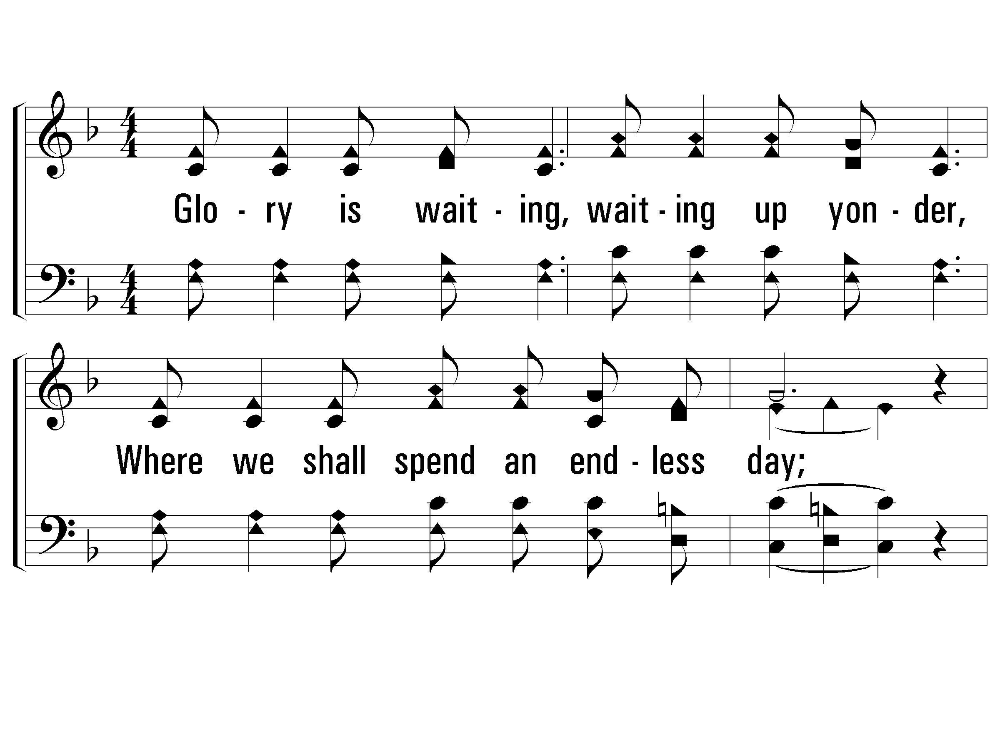 Glo - ry is wait - ing, wait - ing up yon - der,
Where we shall spend an end - less day;